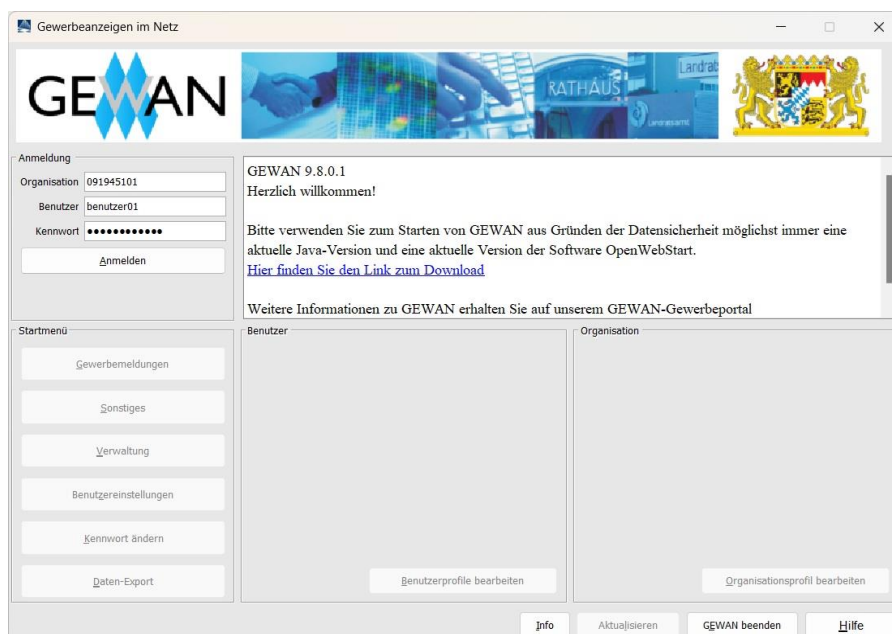 Gewerbeanzeigen im Netz
GEWAN
RATHAUS
Landrat
Landratsamt
Anmeldung
Organisation 091945101
Benutzer benutzer01
Kennwort ●●●●●●●●●●●●
Anmelden
GEWAN 9.8.0.1
Herzlich willkommen!
Bitte verwenden Sie zum Starten von GEWAN aus Gründen der Datensicherheit möglichst immer eine
aktuelle Java-Version und eine aktuelle Version der Software OpenWebStart.
Hier finden Sie den Link zum Download
Weitere Informationen zu GEWAN erhalten Sie auf unserem GEWAN-Gewerbeportal
Startmenü
Gewerbemeldungen
Sonstiges
Verwaltung
Benutzereinstellungen
Kennwort ändern
Daten-Export
Benutzer
Benutzerprofile bearbeiten
Organisation
Organisationsprofil bearbeiten
Info
Aktualisieren
GEWAN beenden
Hilfe